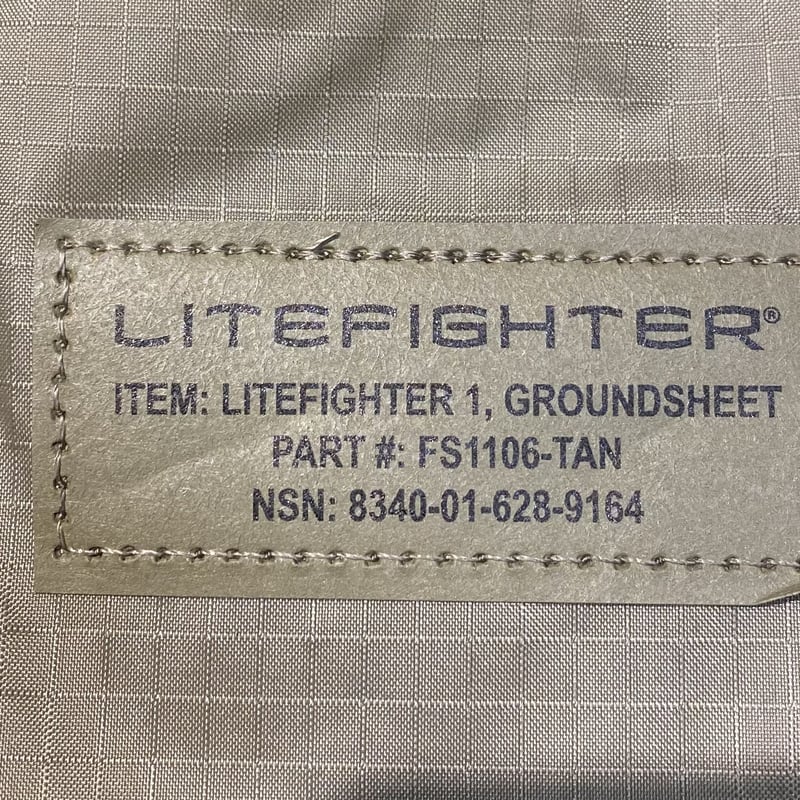 LITEFIGHTER®
ITEM: LITEFIGHTER 1, GROUNDSHEET
PART #: FS1106-TAN
NSN: 8340-01-628-9164